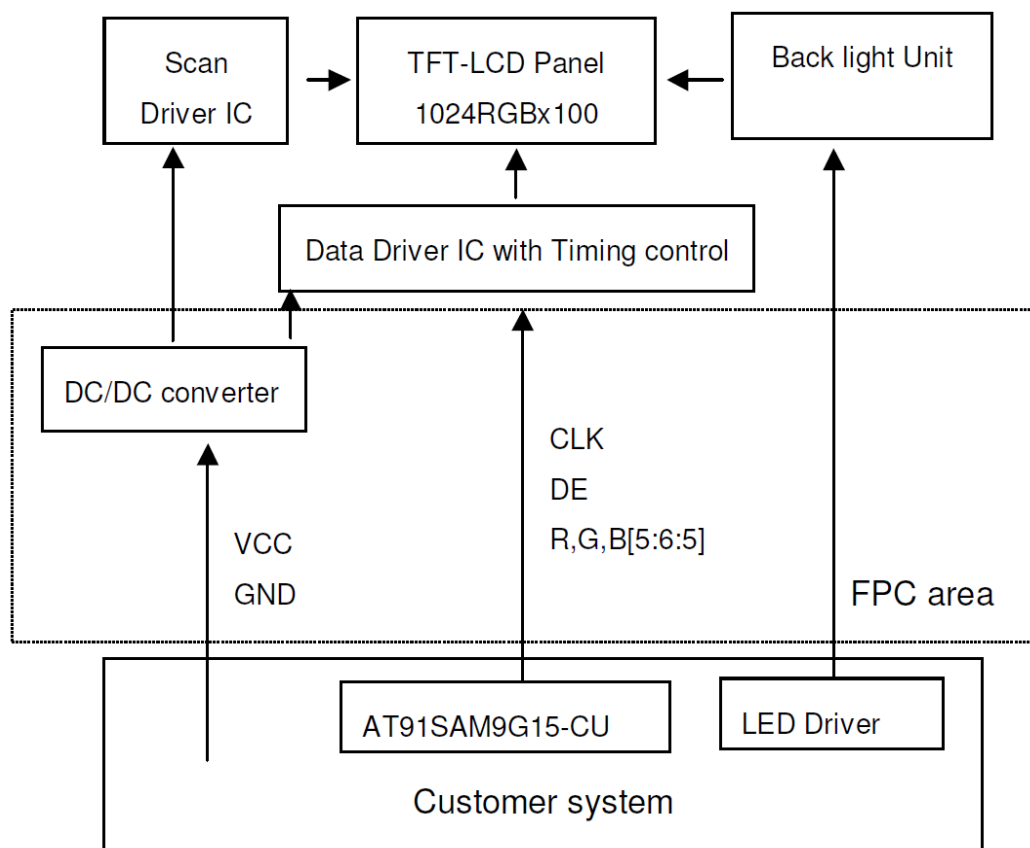 Scan
Driver IC
TFT-LCD Panel
1024RGBx100
Back light Unit
Data Driver IC with Timing control
DC/DC converter
CLK
DE
R,G,B[5:6:5]
VCC
GND
FPC area
AT91SAM9G15-CU
LED Driver
Customer system